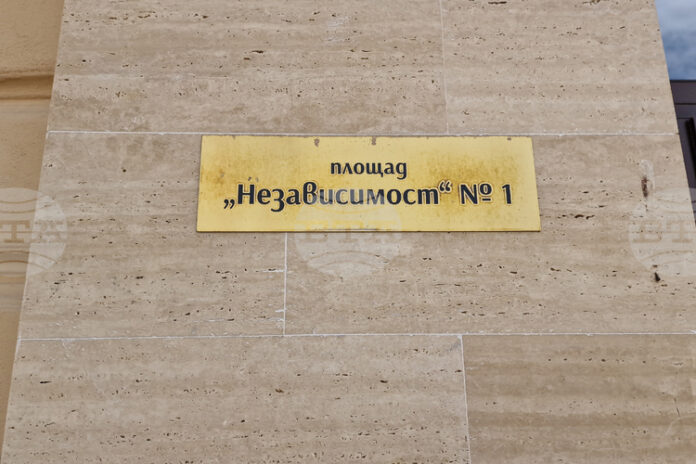 площад
„Независимост“ № 1